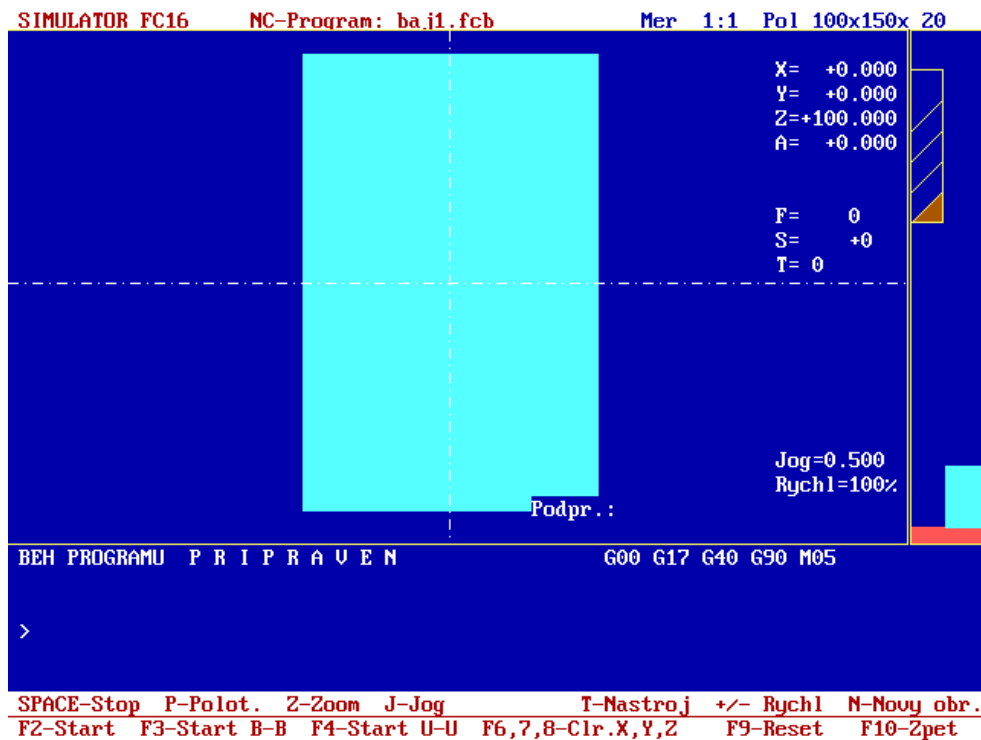 SIMULATOR FC16 NC-Program: baj1.fcb Mer 1:1 Pol 100x150x 20
X= +0.000
Y= +0.000
Z=+100.000
A= +0.000
F= 0
S= +0
T= 0
Jog=0.500
Rychl=100%
Podpr.:
BEH PROGRAMU P R I P R A V E N G00 G17 G40 G90 M05
>
SPACE-Stop P-Polot. Z-Zoom J-Jog T-Nastroj +/- Rychl N-Novy obr.
F2-Start F3-Start B-B F4-Start U-U F6,7,8-Clr.X,Y,Z F9-Reset F10-Zpet